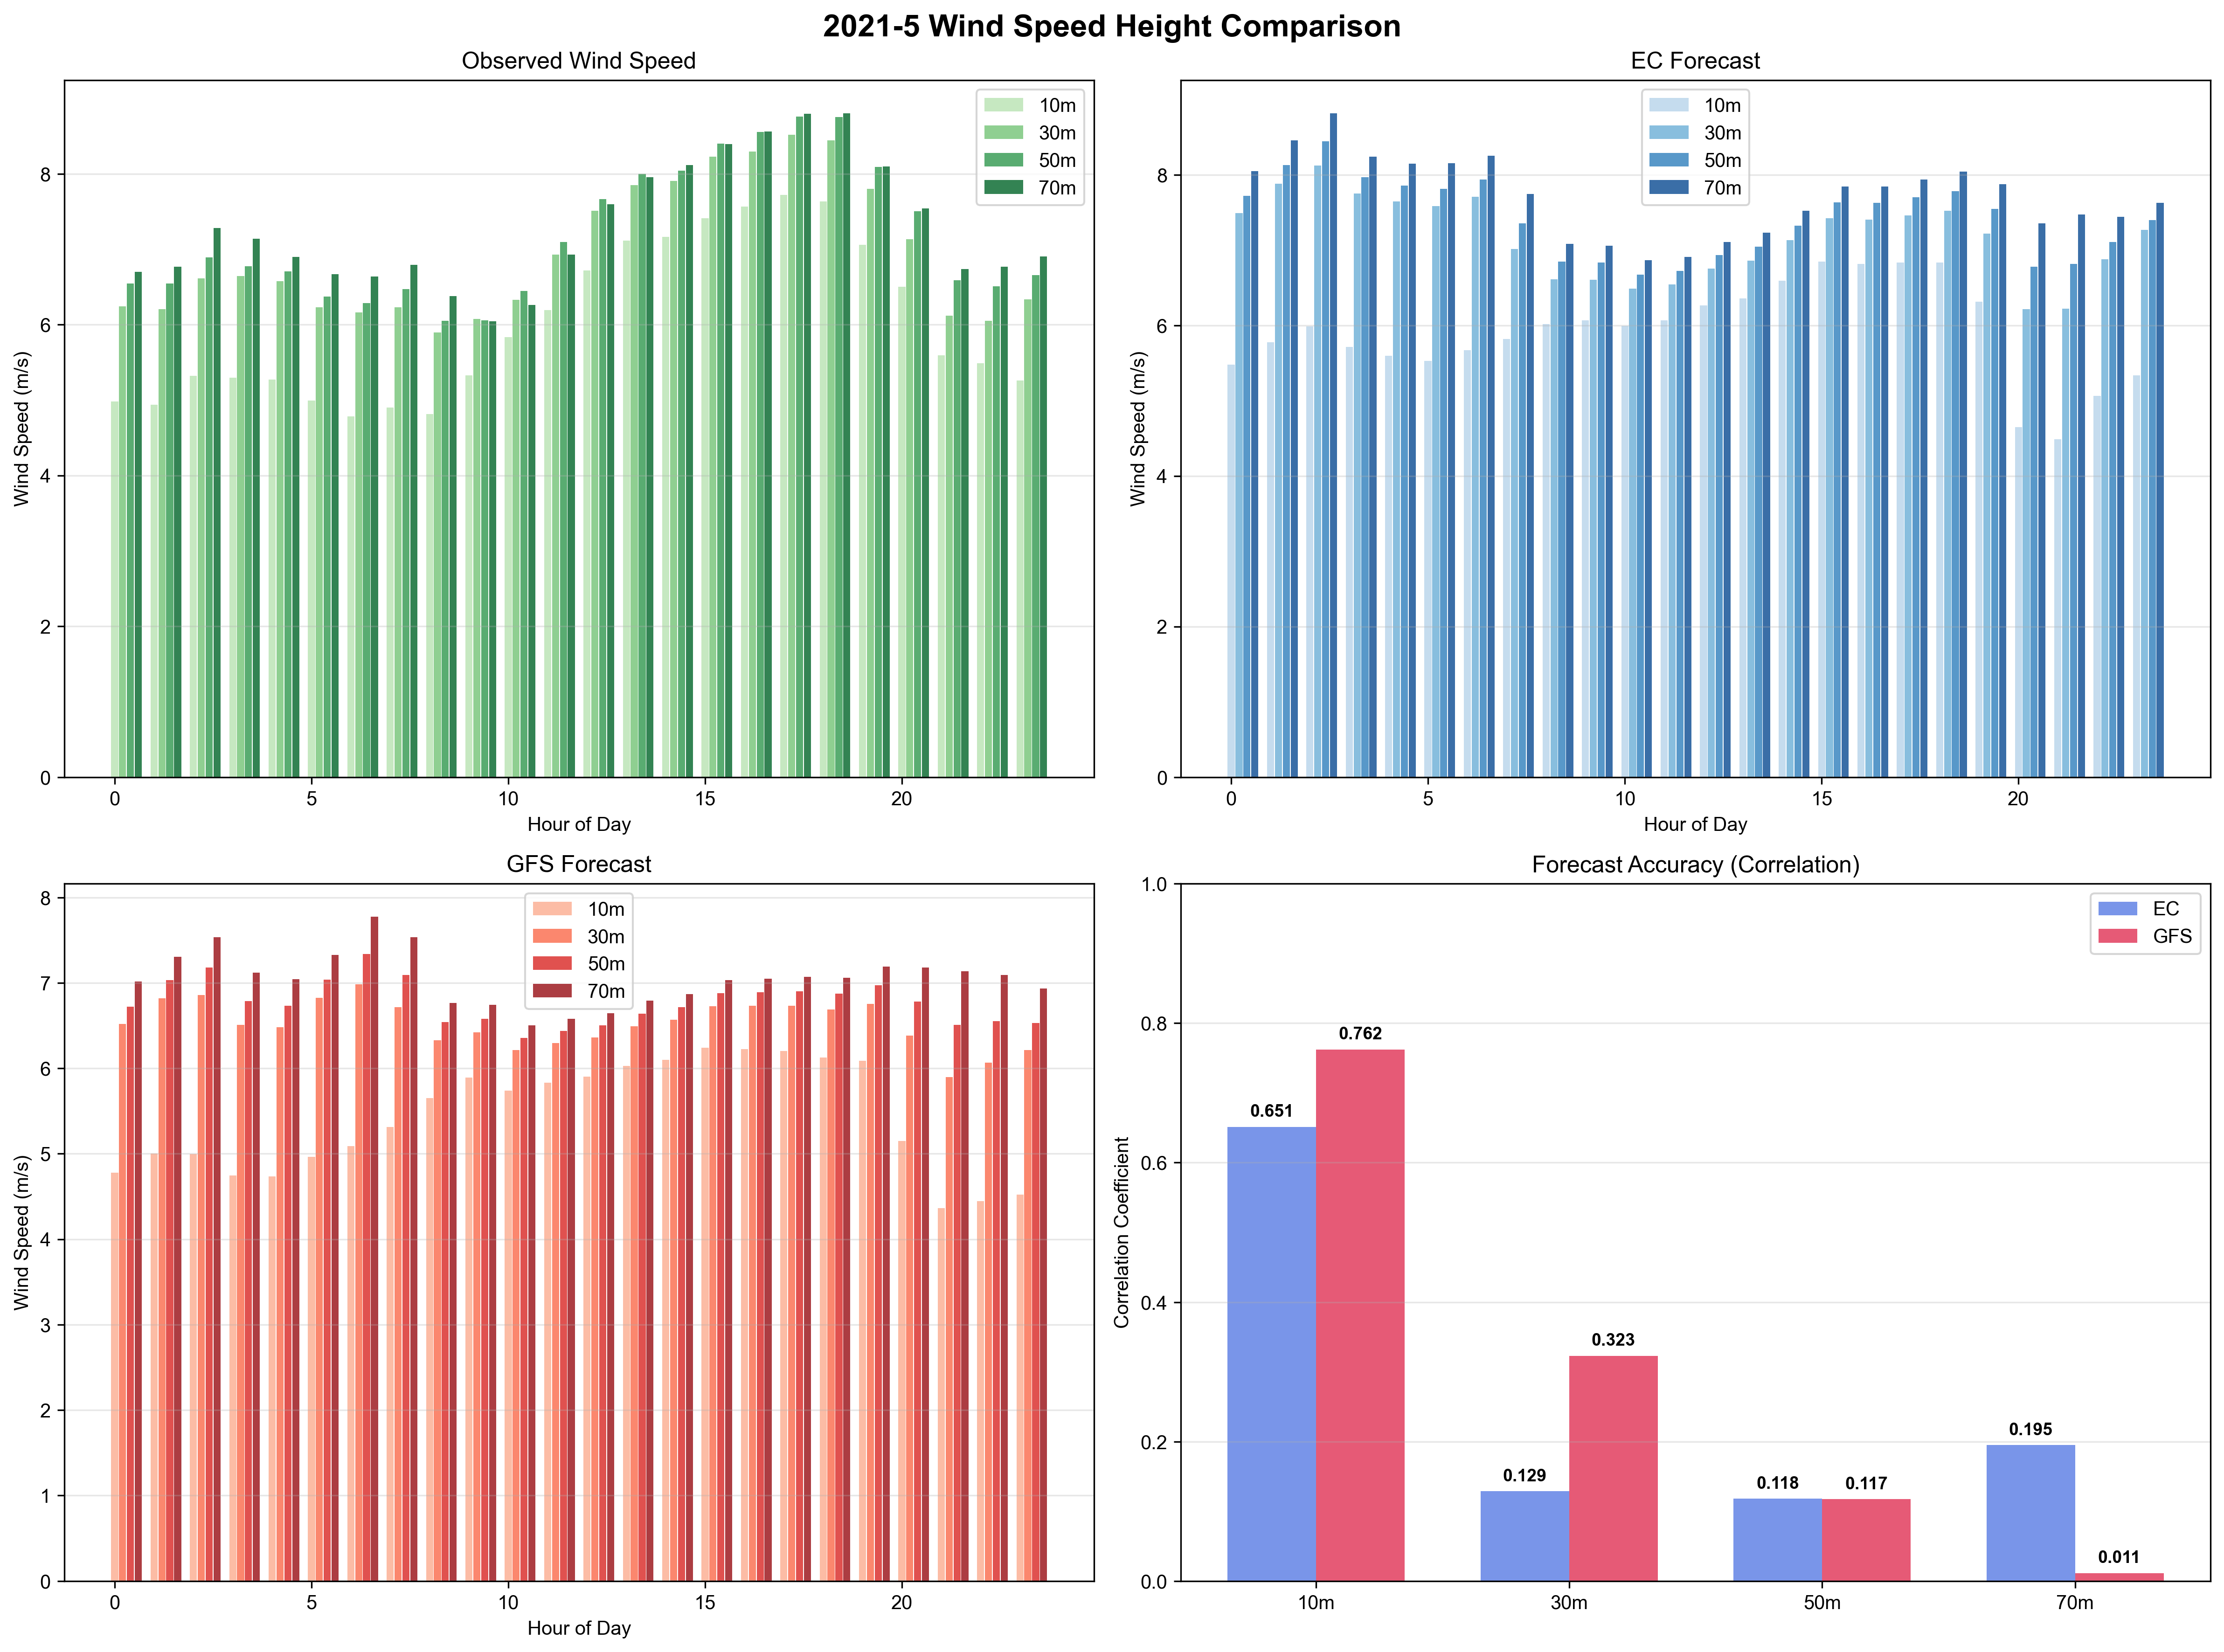 2021-5 Wind Speed Height Comparison
Observed Wind Speed
10m
30m
50m
70m
Wind Speed (m/s)
8
6
4
2
0
0 5 10 15 20
Hour of Day
EC Forecast
10m
30m
50m
70m
Wind Speed (m/s)
8
6
4
2
0
0 5 10 15 20
Hour of Day
GFS Forecast
10m
30m
50m
70m
Wind Speed (m/s)
8
7
6
5
4
3
2
1
0
0 5 10 15 20
Hour of Day
Forecast Accuracy (Correlation)
EC
GFS
Correlation Coefficient
1.0
0.8
0.6
0.4
0.2
0.0
0.651 0.762
0.129 0.323
0.118 0.117
0.195 0.011
10m 30m 50m 70m